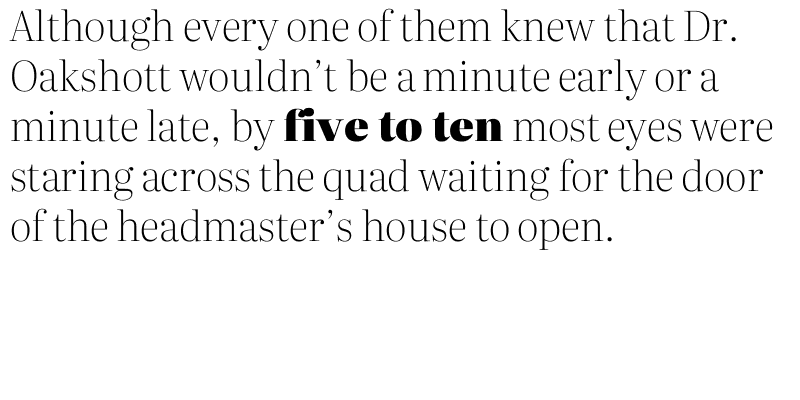 Although every one of them knew that Dr.
Oakshott wouldn’t be a minute early or a
minute late, by five to ten most eyes were
staring across the quad waiting for the door
of the headmaster’s house to open.